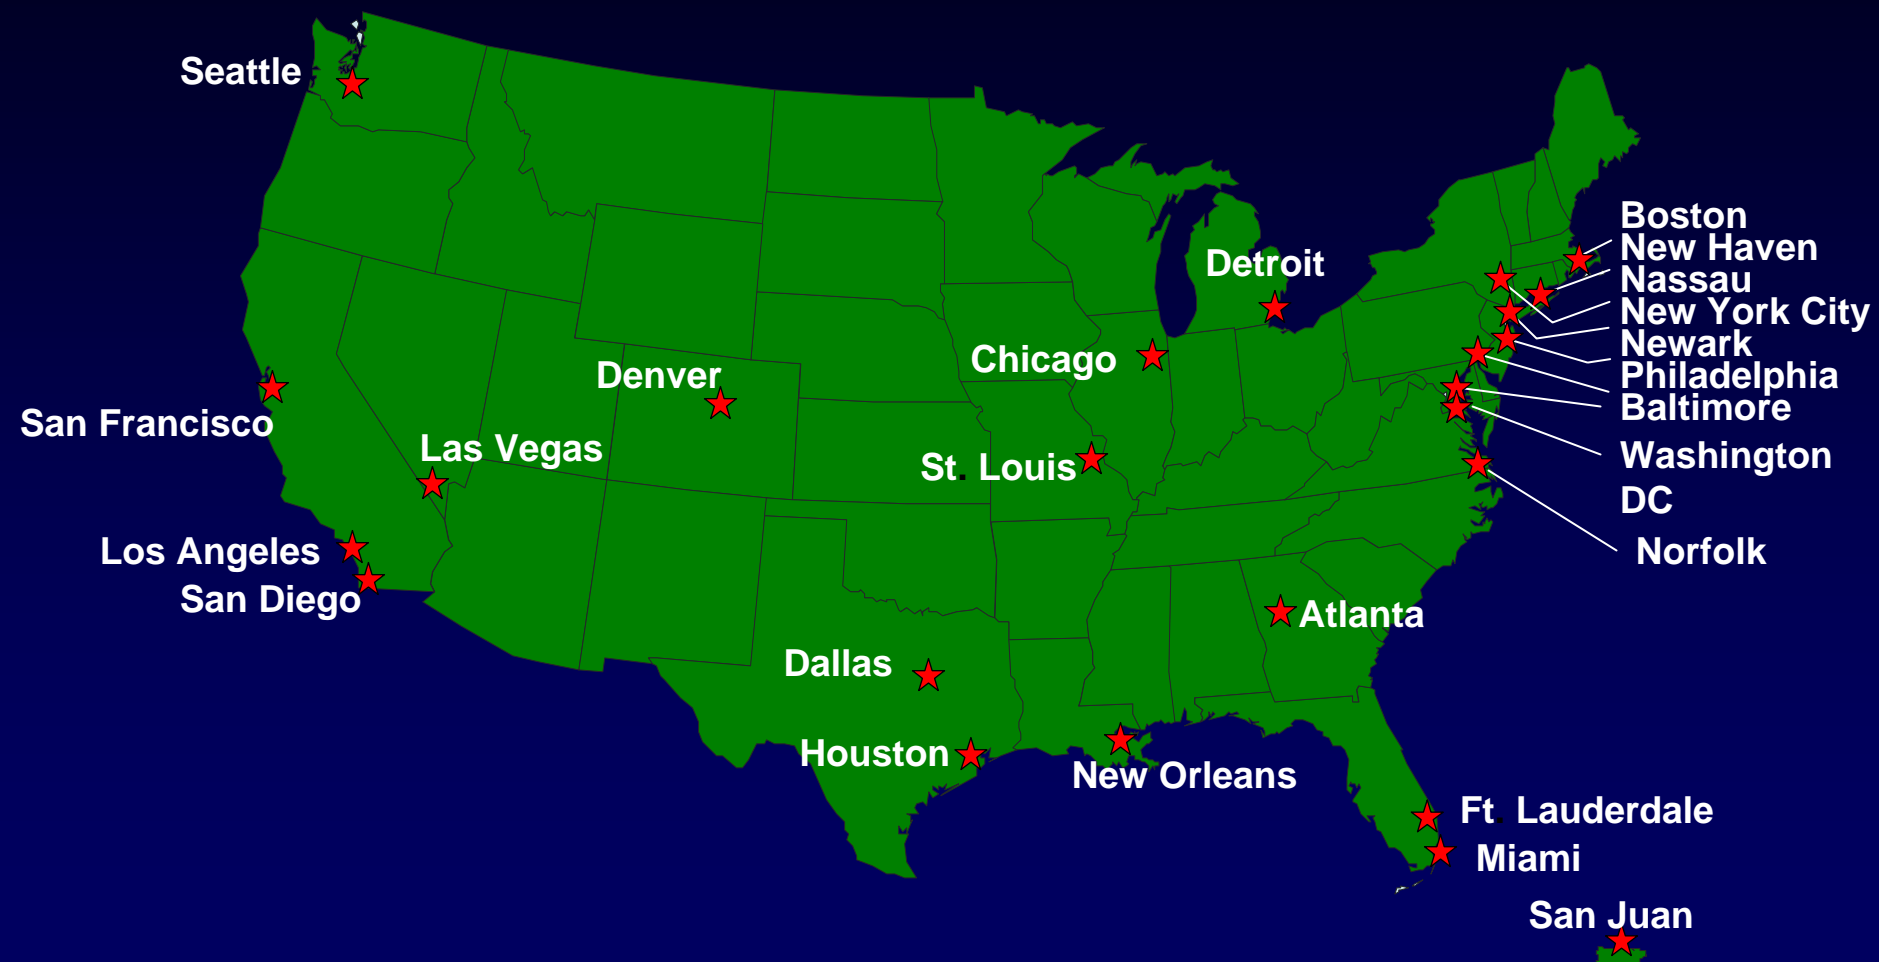 Seattle
Boston
New Haven
Detroit
Nassau
New York City
Newark
Chicago
Denver
Philadelphia
Baltimore
San Francisco
Las Vegas
St. Louis
Washington
DC
Los Angeles
Norfolk
San Diego
Atlanta
Dallas
Houston
New Orleans
Ft. Lauderdale
Miami
San Juan